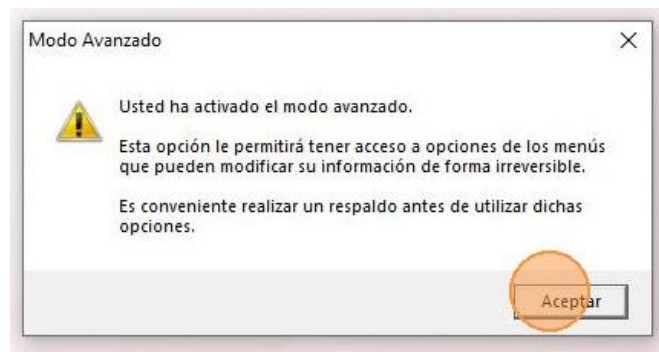 Modo Avanzado
Usted ha activado el modo avanzado.
Esta opción le permitirá tener acceso a opciones de los menús
que pueden modificar su información de forma irreversible.
Es conveniente realizar un respaldo antes de utilizar dichas
opciones.
Aceptar